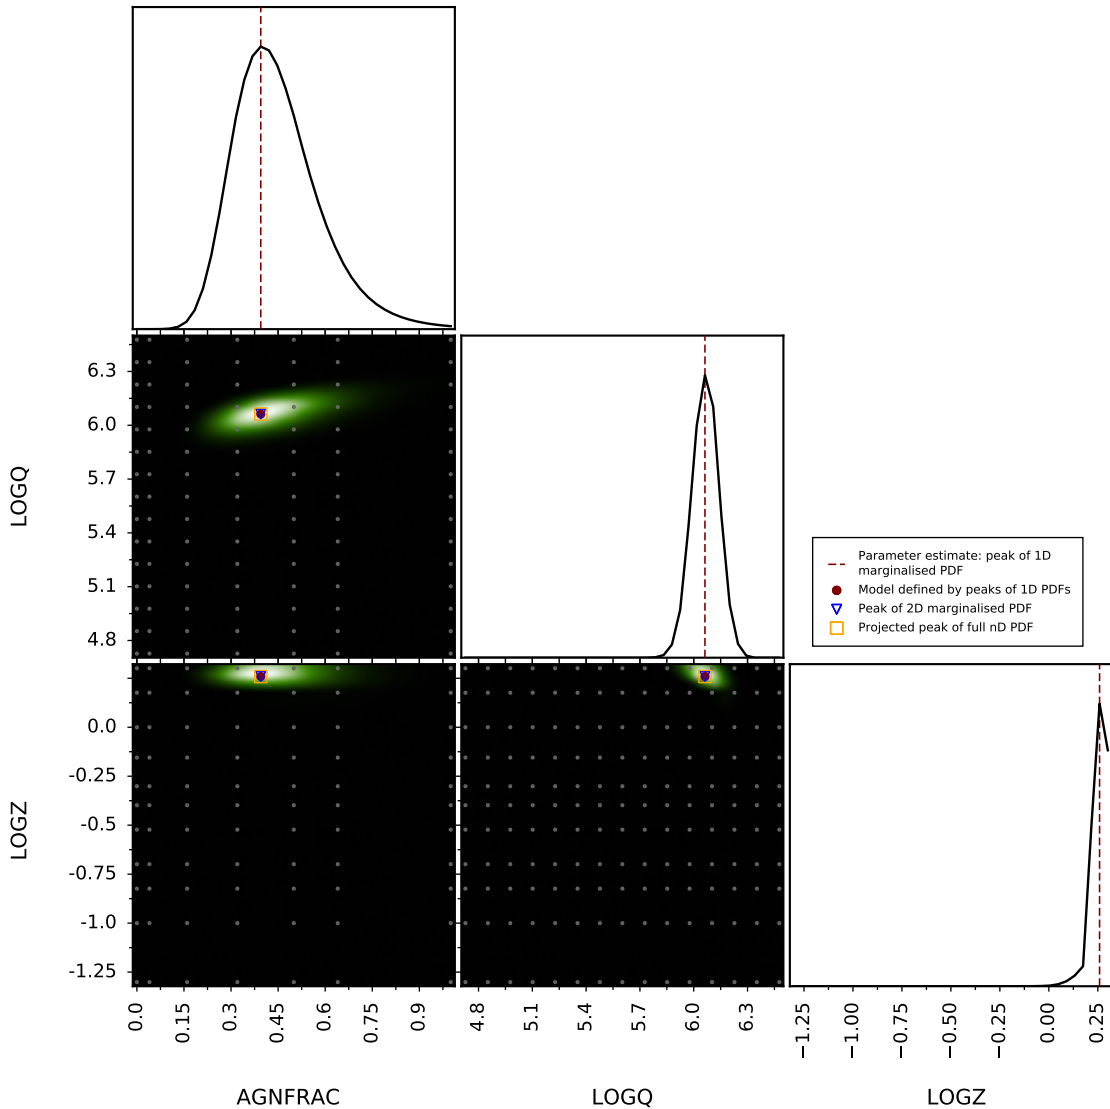 6.3
6.0
5.7
5.4
5.1
4.8
LOGQ
Parameter estimate: peak of 1D
marginalised PDF
Model defined by peaks of 1D PDFs
Peak of 2D marginalised PDF
Projected peak of full nD PDF
0.0
-0.25
-0.5
-0.75
-1.0
-1.25
LOGZ
0.0 0.15 0.3 0.45 0.6 0.75 0.9
4.8 5.1 5.4 5.7 6.0 6.3
−1.25 −1.00 −0.75 −0.50 −0.25 0.00 0.25
AGNFRAC LOGQ LOGZ